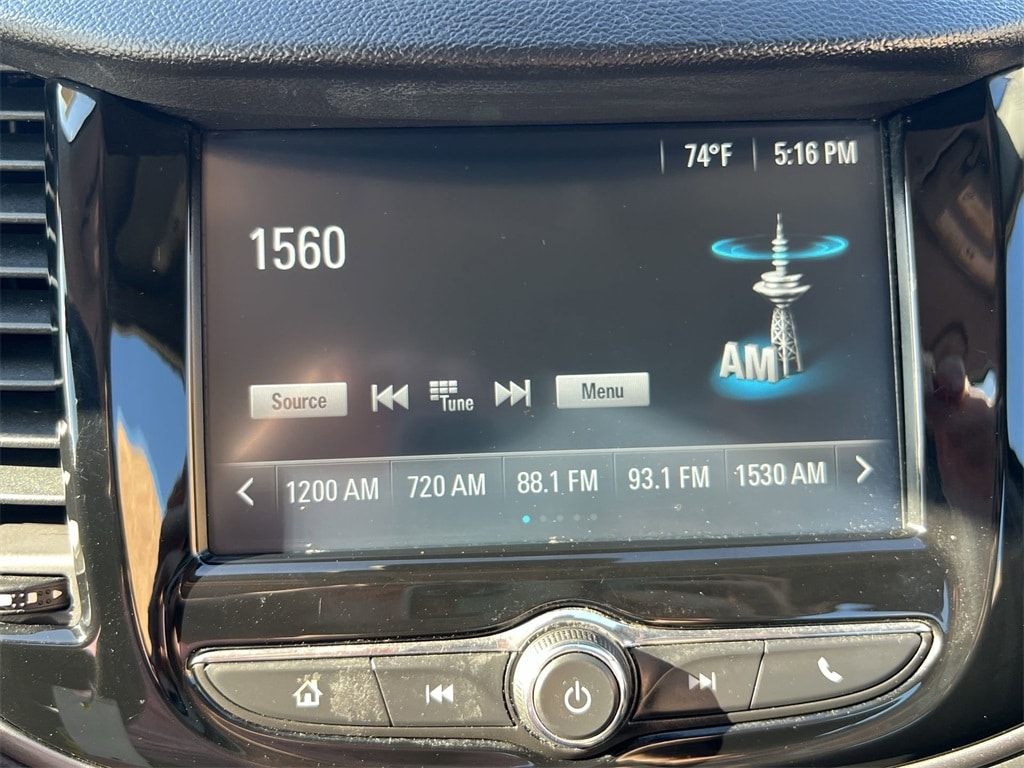 74°F 5:16 PM
1560
AM
Source Tune Menu
1200 AM 720 AM 88.1 FM 93.1 FM 1530 AM